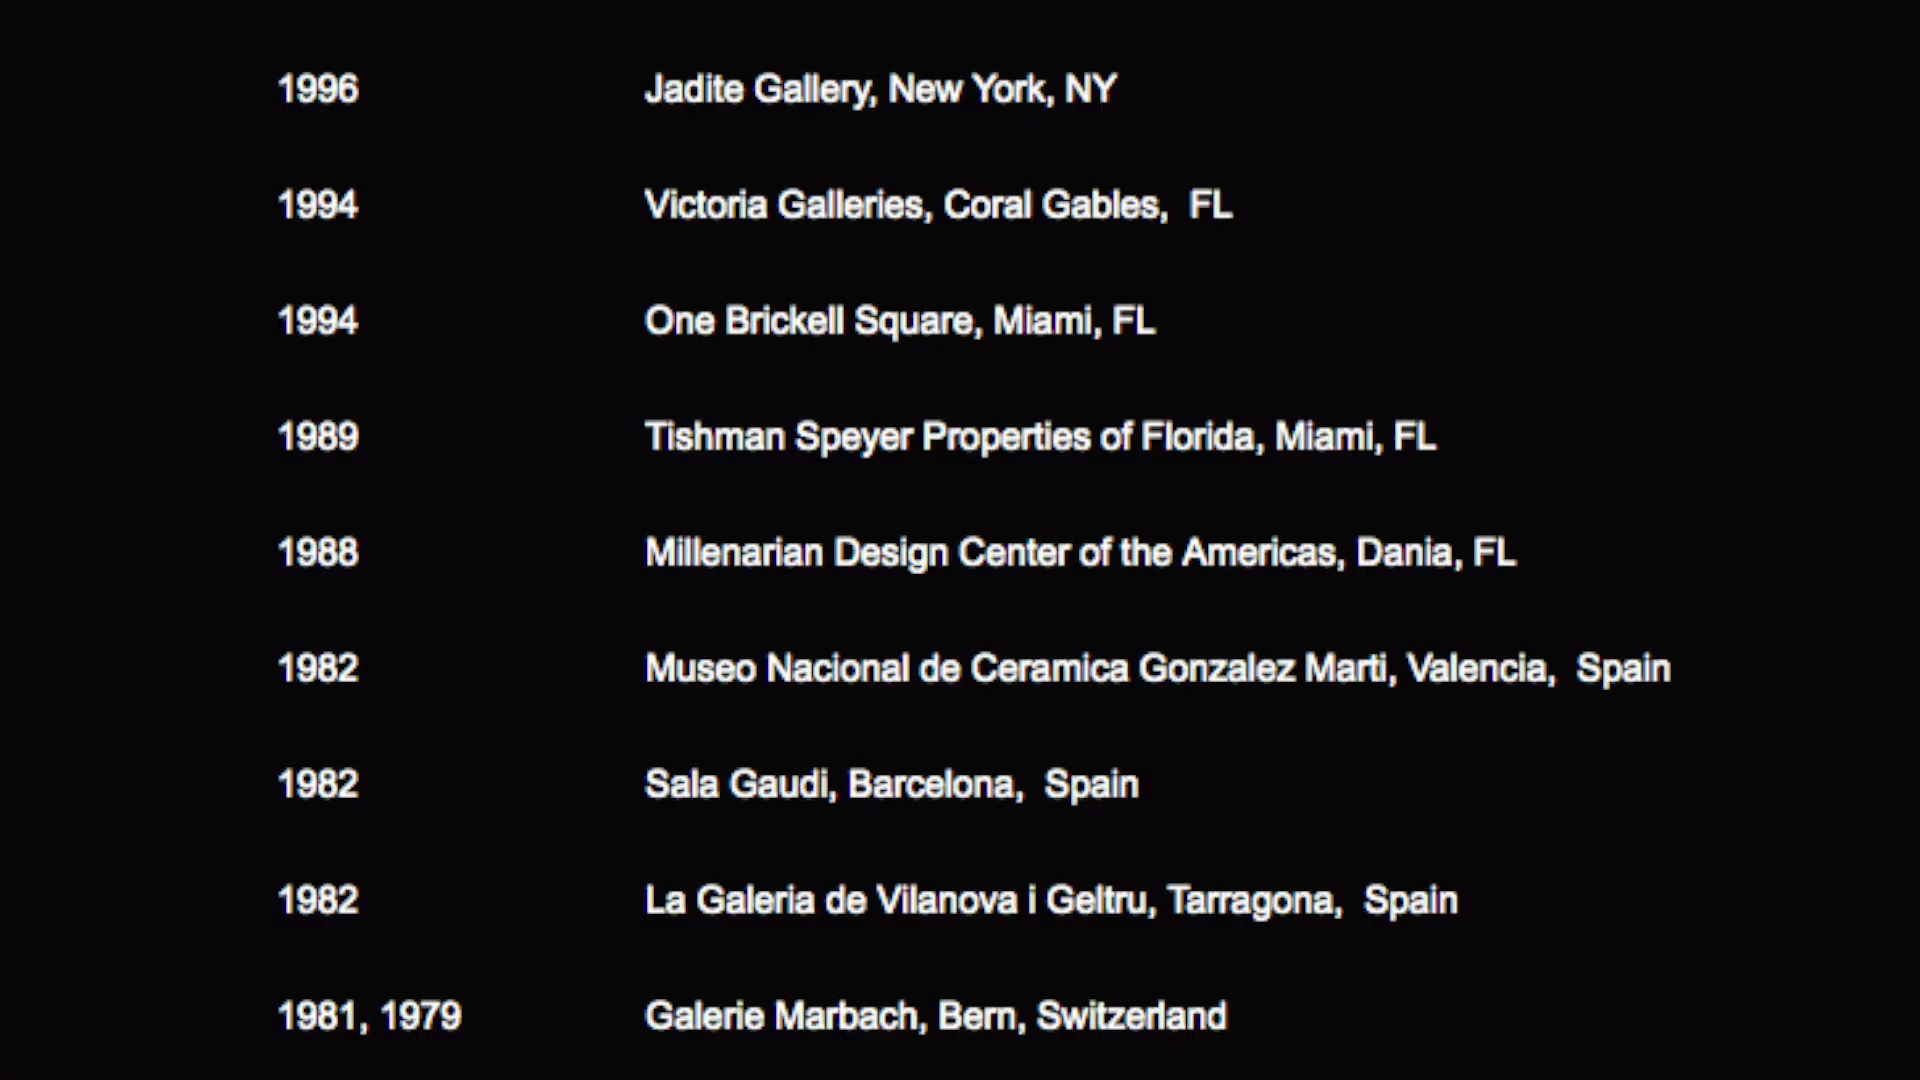 1996 Jadite Gallery, New York, NY
1994 Victoria Galleries, Coral Gables,  FL
1994 One Brickell Square, Miami, FL
1989 Tishman Speyer Properties of Florida, Miami, FL
1988 Millenarian Design Center of the Americas, Dania, FL
1982 Museo Nacional de Ceramica Gonzalez Marti, Valencia,  Spain
1982 Sala Gaudi, Barcelona,  Spain
1982 La Galeria de Vilanova i Geltru, Tarragona,  Spain
1981, 1979 Galerie Marbach, Bern, Switzerland